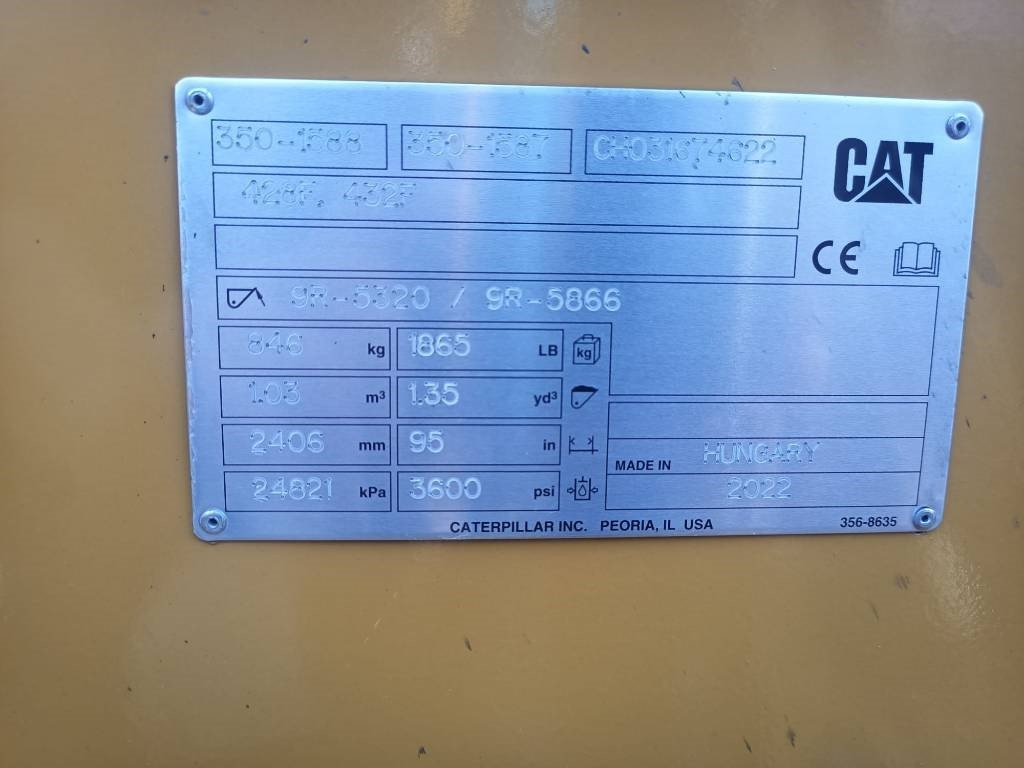 350-1588 350-1587 CH031674622
CAT
428F, 432F
CE
9R-5320 / 9R-5866
846 kg 1865 LB kg
1.03 m³ 1.35 yd³
2406 mm 95 in
MADE IN HUNGARY
24821 kPa 3600 psi
2022
CATERPILLAR INC. PEORIA, IL USA 356-8635